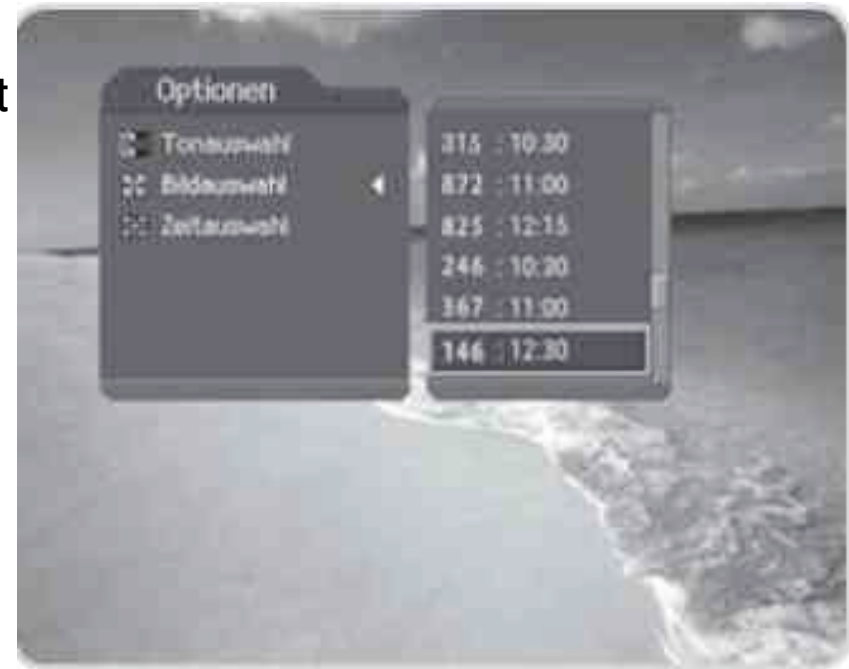 t
Optionen
Tonauswahl
Bildauswahl
Zeitauswahl
315 : 10:30
872 : 11:00
825 : 12:15
246 : 10:30
367 : 11:00
146 : 12:30